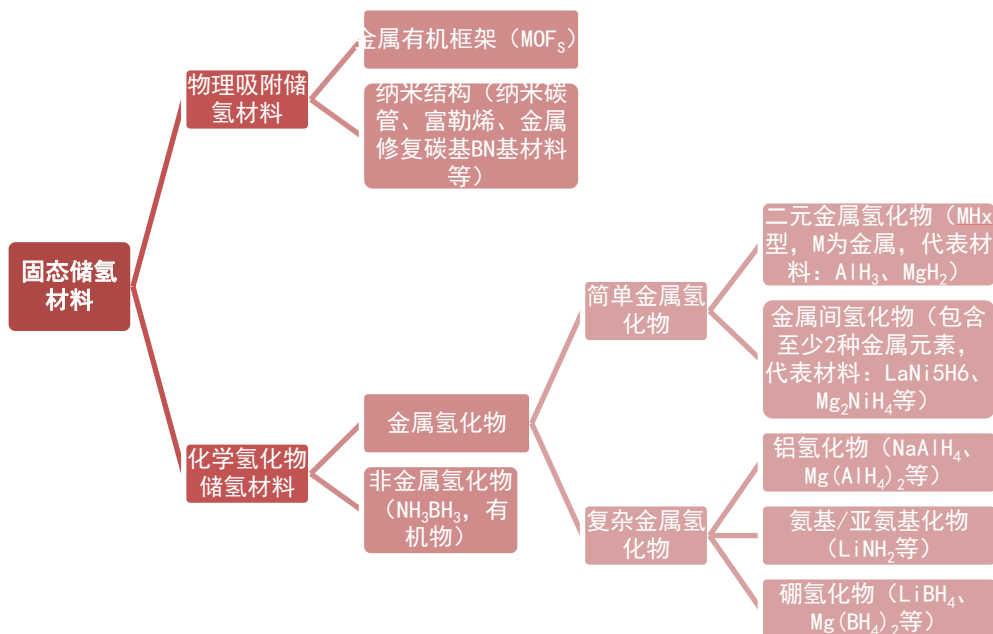 金属有机框架（MOFS）
物理吸附储
氢材料
纳米结构（纳米碳
管、富勒烯、金属
修复碳基BN基材料
等）
固态储氢
材料
二元金属氢化物（MHx
型，M为金属，代表材
料：AlH3、MgH2）
简单金属氢
化物
金属间氢化物（包含
至少2种金属元素，
代表材料：LaNi5H6、
Mg2NiH4等）
金属氢化物
化学氢化物
储氢材料
非金属氢化物
（NH3BH3，有
机物）
铝氢化物（NaAlH4、
Mg(AlH4)2等）
复杂金属氢
化物
氨基/亚氨基化物
（LiNH2等）
硼氢化物（LiBH4、
Mg(BH4)2等）